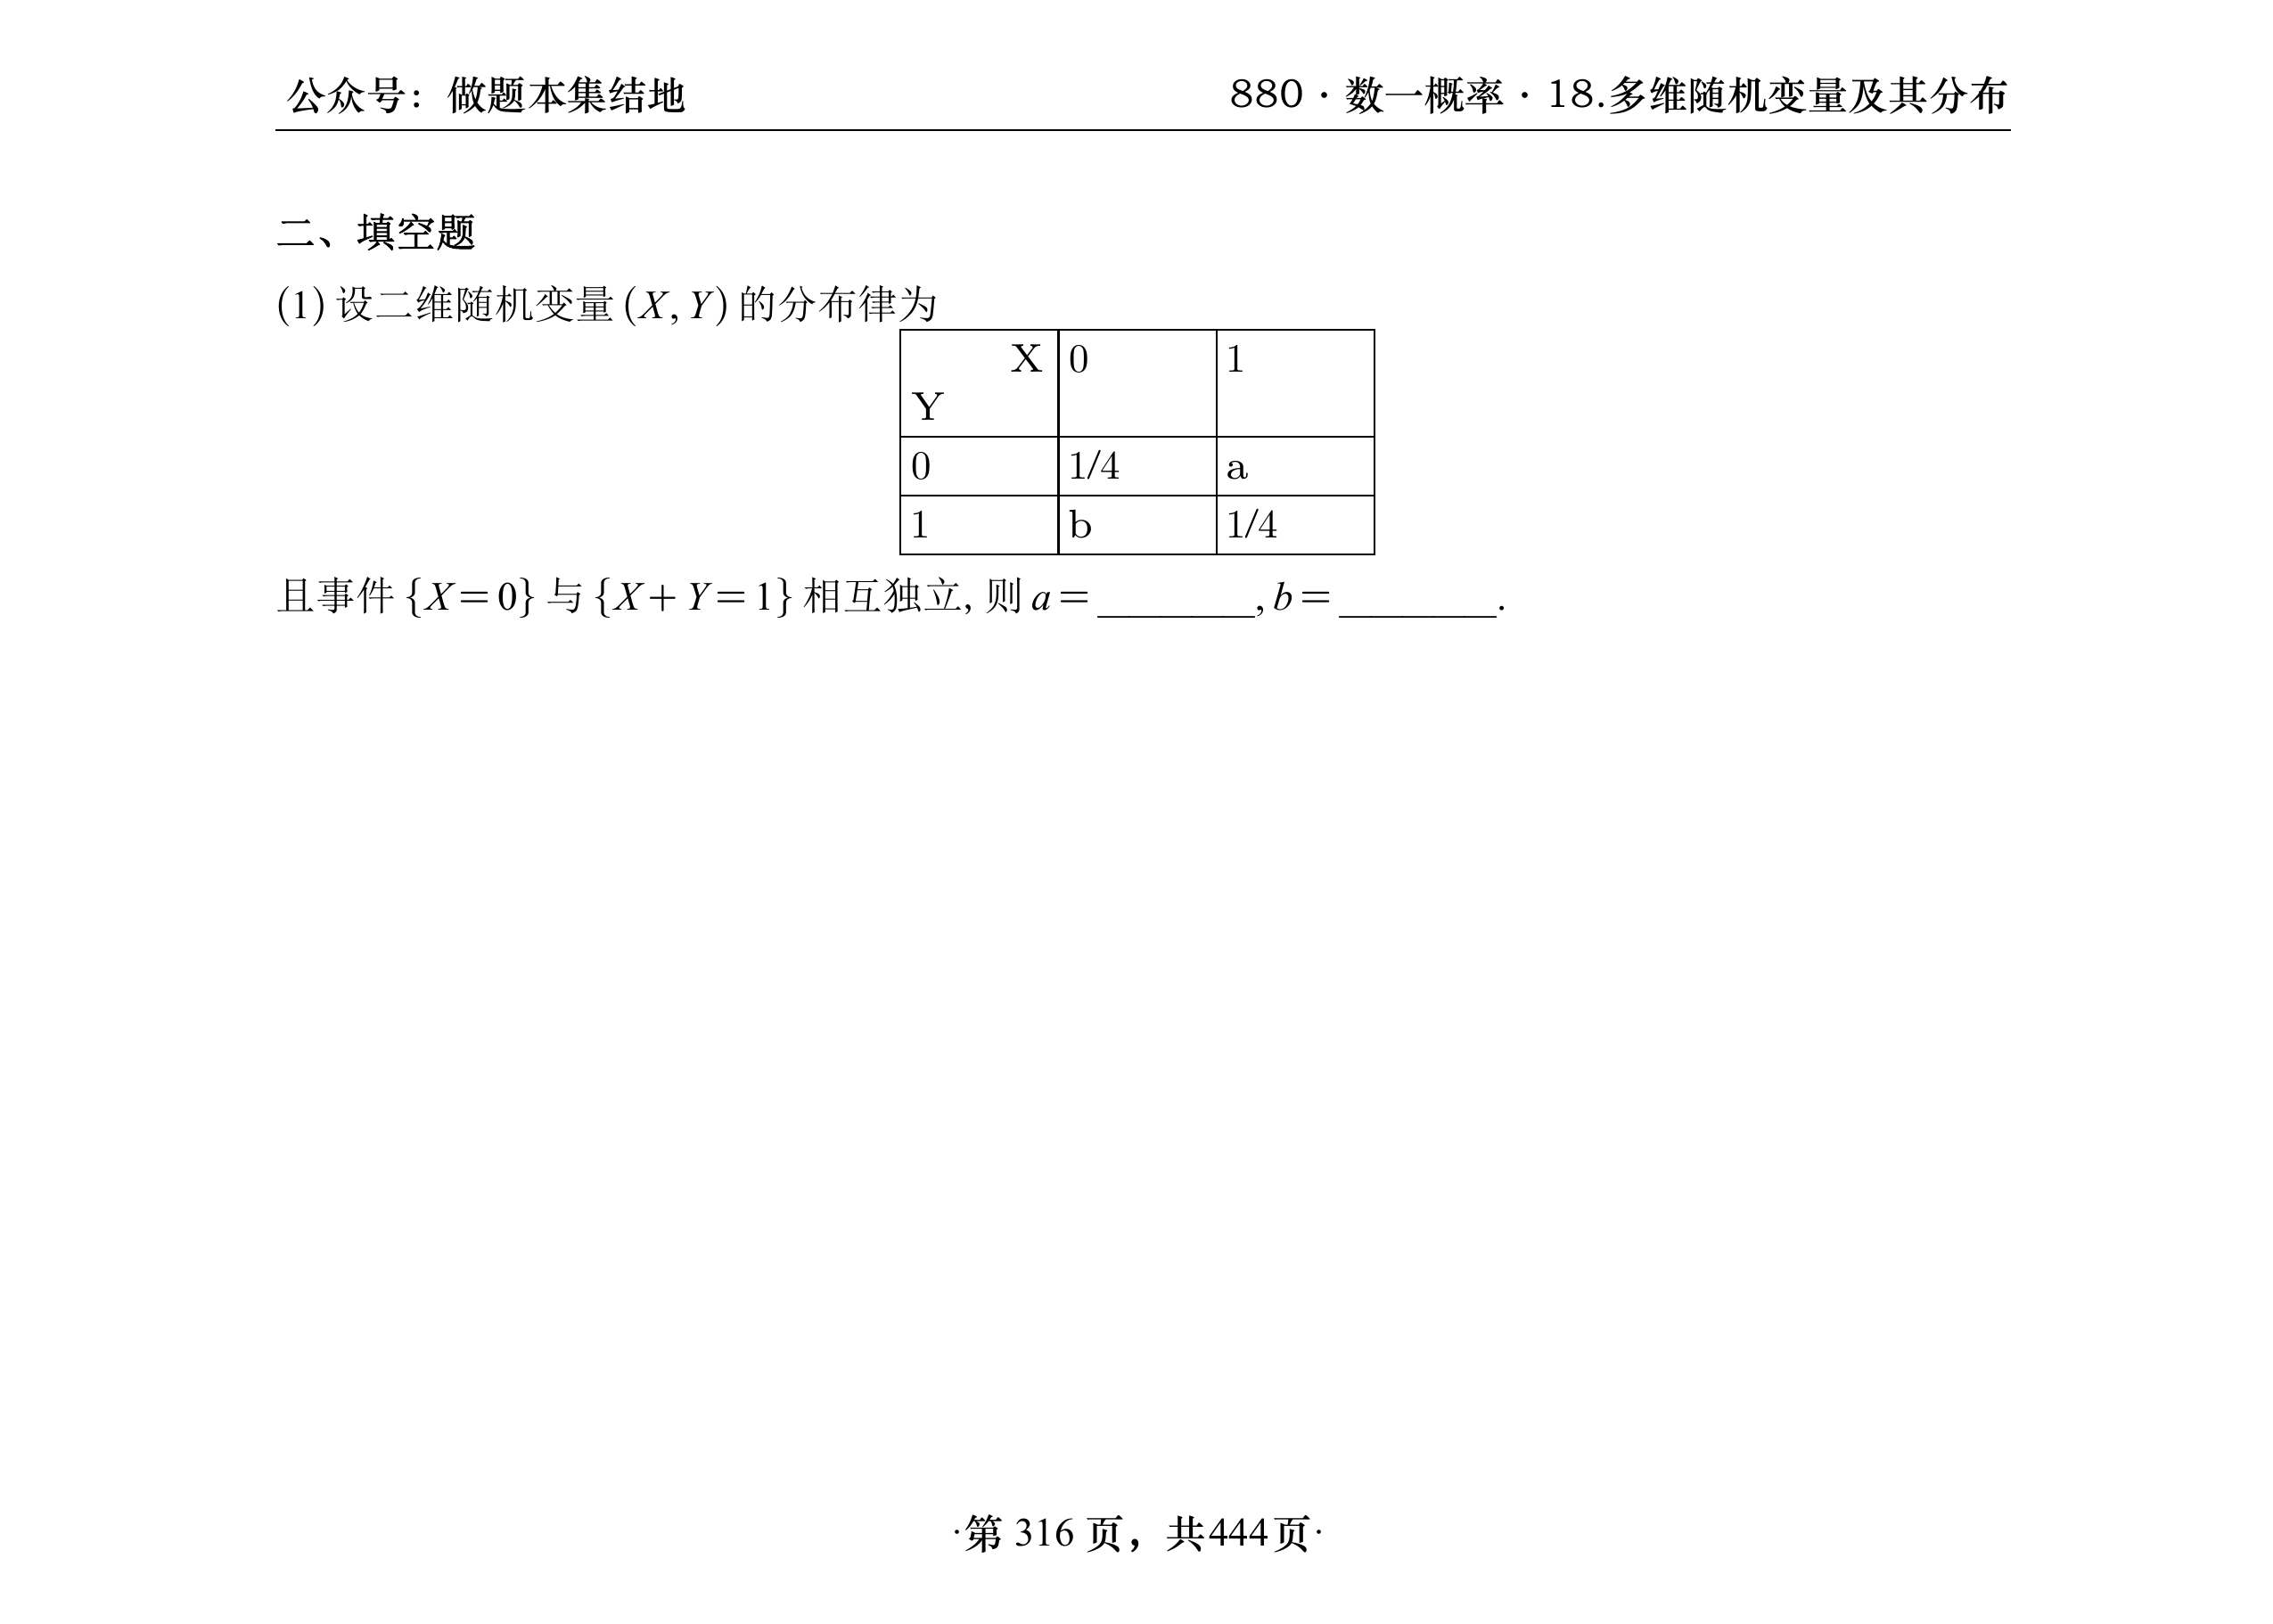 公众号：做题本集结地 880 · 数一概率 · 18.多维随机变量及其分布
二、填空题
(1) 设二维随机变量 (X, Y) 的分布律为
X 0 1
Y
0 1/4 a
1 b 1/4
且事件 {X=0} 与 {X+Y=1} 相互独立, 则 a=________, b=________.
·第 316 页，共444页·